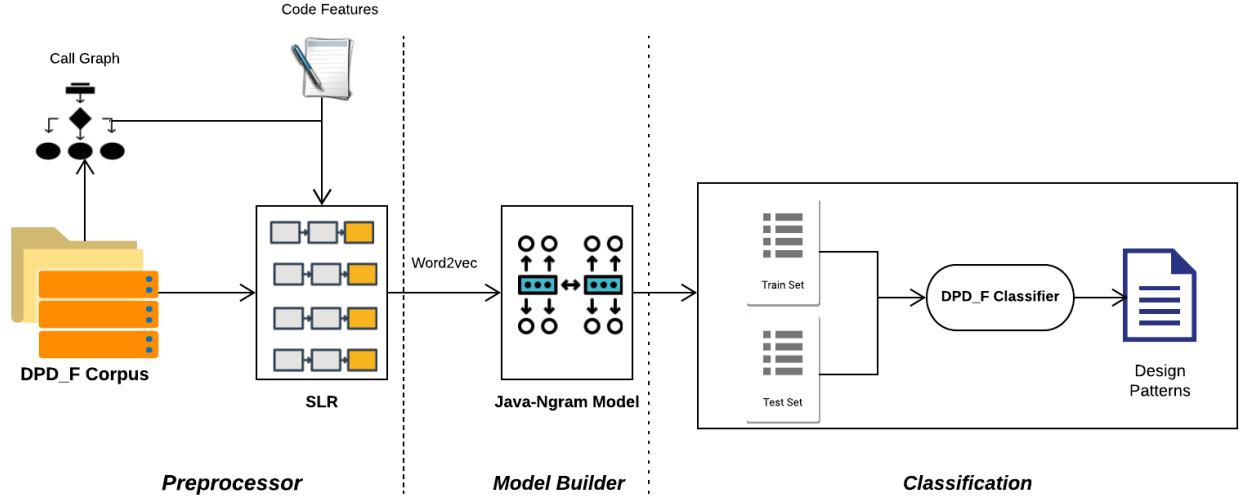 Code Features
Call Graph
Word2vec
DPD_F Corpus
SLR
Java-Ngram Model
Train Set
Test Set
DPD_F Classifier
Design
Patterns
Preprocessor
Model Builder
Classification